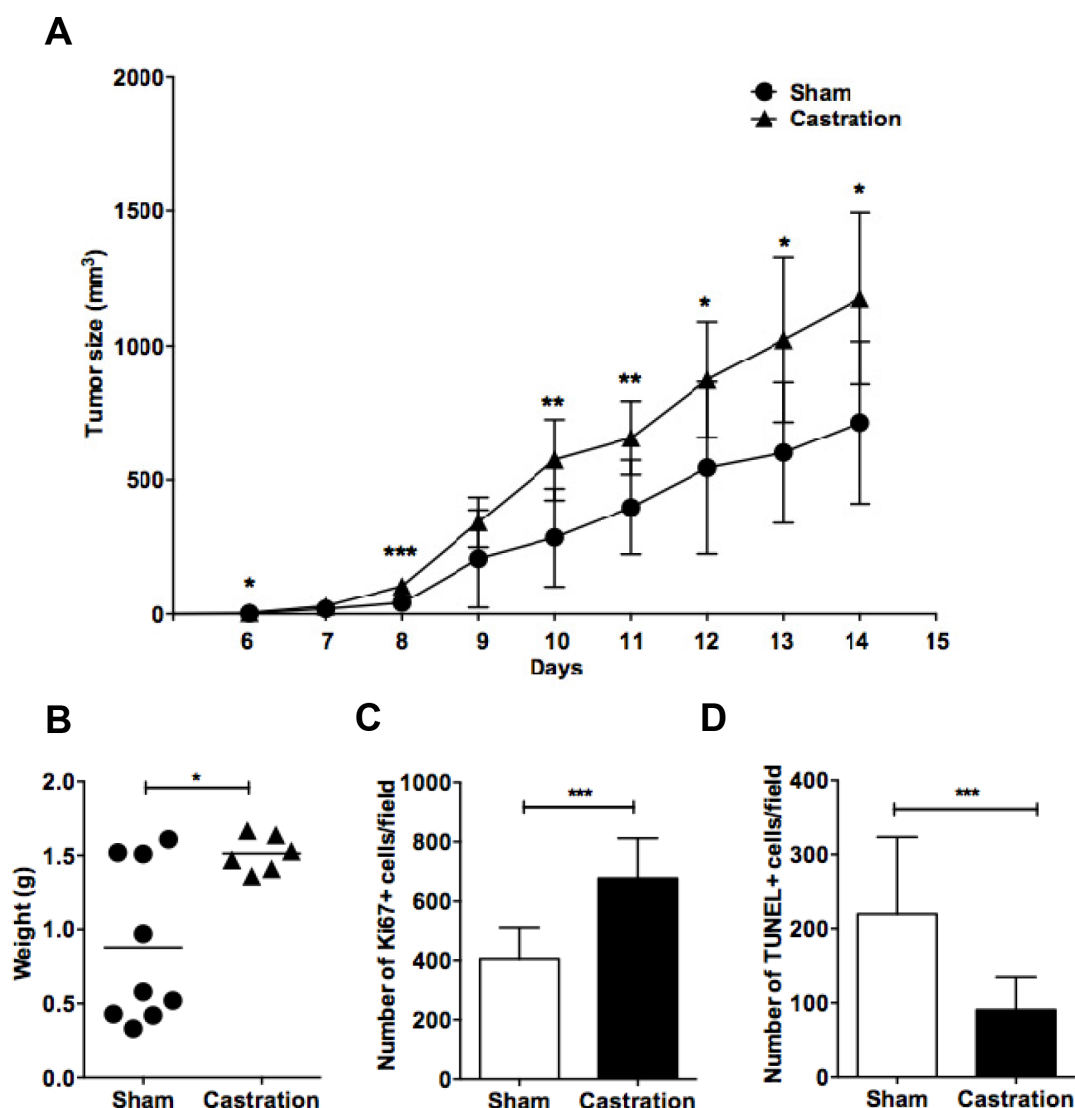 A
2000
1500
1000
500
0
Tumor size (mm³)
Sham
Castration
*
***
**
**
*
*
*
6 7 8 9 10 11 12 13 14 15
Days
B
2.0
1.5
1.0
0.5
0.0
Weight (g)
*
Sham Castration
C
1000
800
600
400
200
0
Number of Ki67+ cells/field
***
Sham Castration
D
400
300
200
100
0
Number of TUNEL+ cells/field
***
Sham Castration